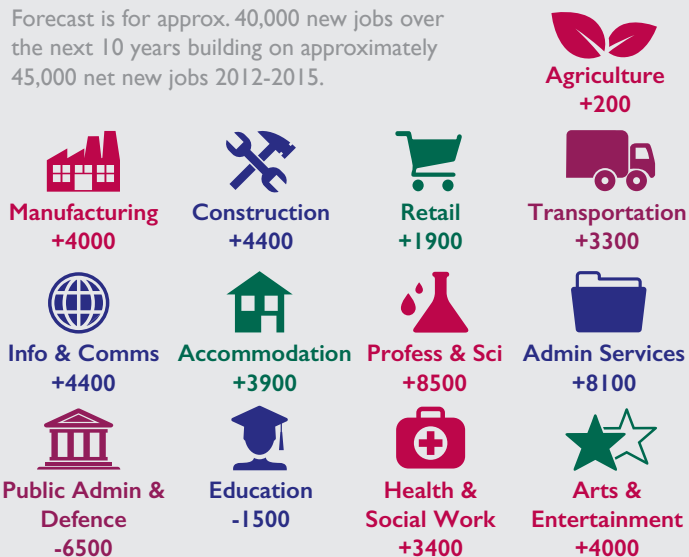 Forecast is for approx. 40,000 new jobs over
the next 10 years building on approximately
45,000 net new jobs 2012-2015.
Agriculture
+200
Manufacturing
+4000
Construction
+4400
Retail
+1900
Transportation
+3300
Info & Comms
+4400
Accommodation
+3900
Profess & Sci
+8500
Admin Services
+8100
Public Admin &
Defence
-6500
Education
-1500
Health &
Social Work
+3400
Arts &
Entertainment
+4000